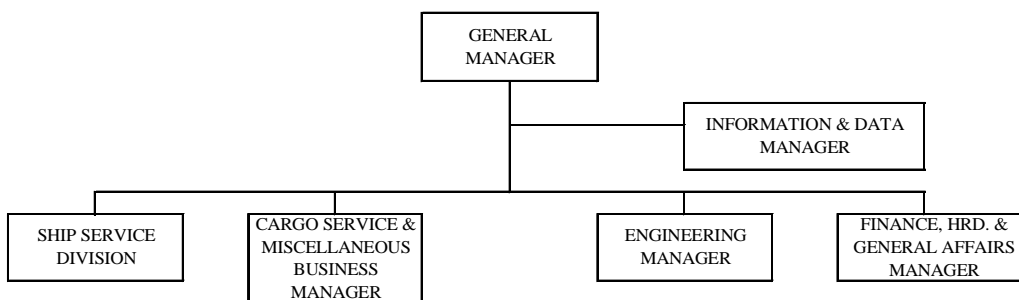 GENERAL
MANAGER
INFORMATION & DATA
MANAGER
SHIP SERVICE
DIVISION
CARGO SERVICE &
MISCELLANEOUS
BUSINESS
MANAGER
ENGINEERING
MANAGER
FINANCE, HRD. &
GENERAL AFFAIRS
MANAGER